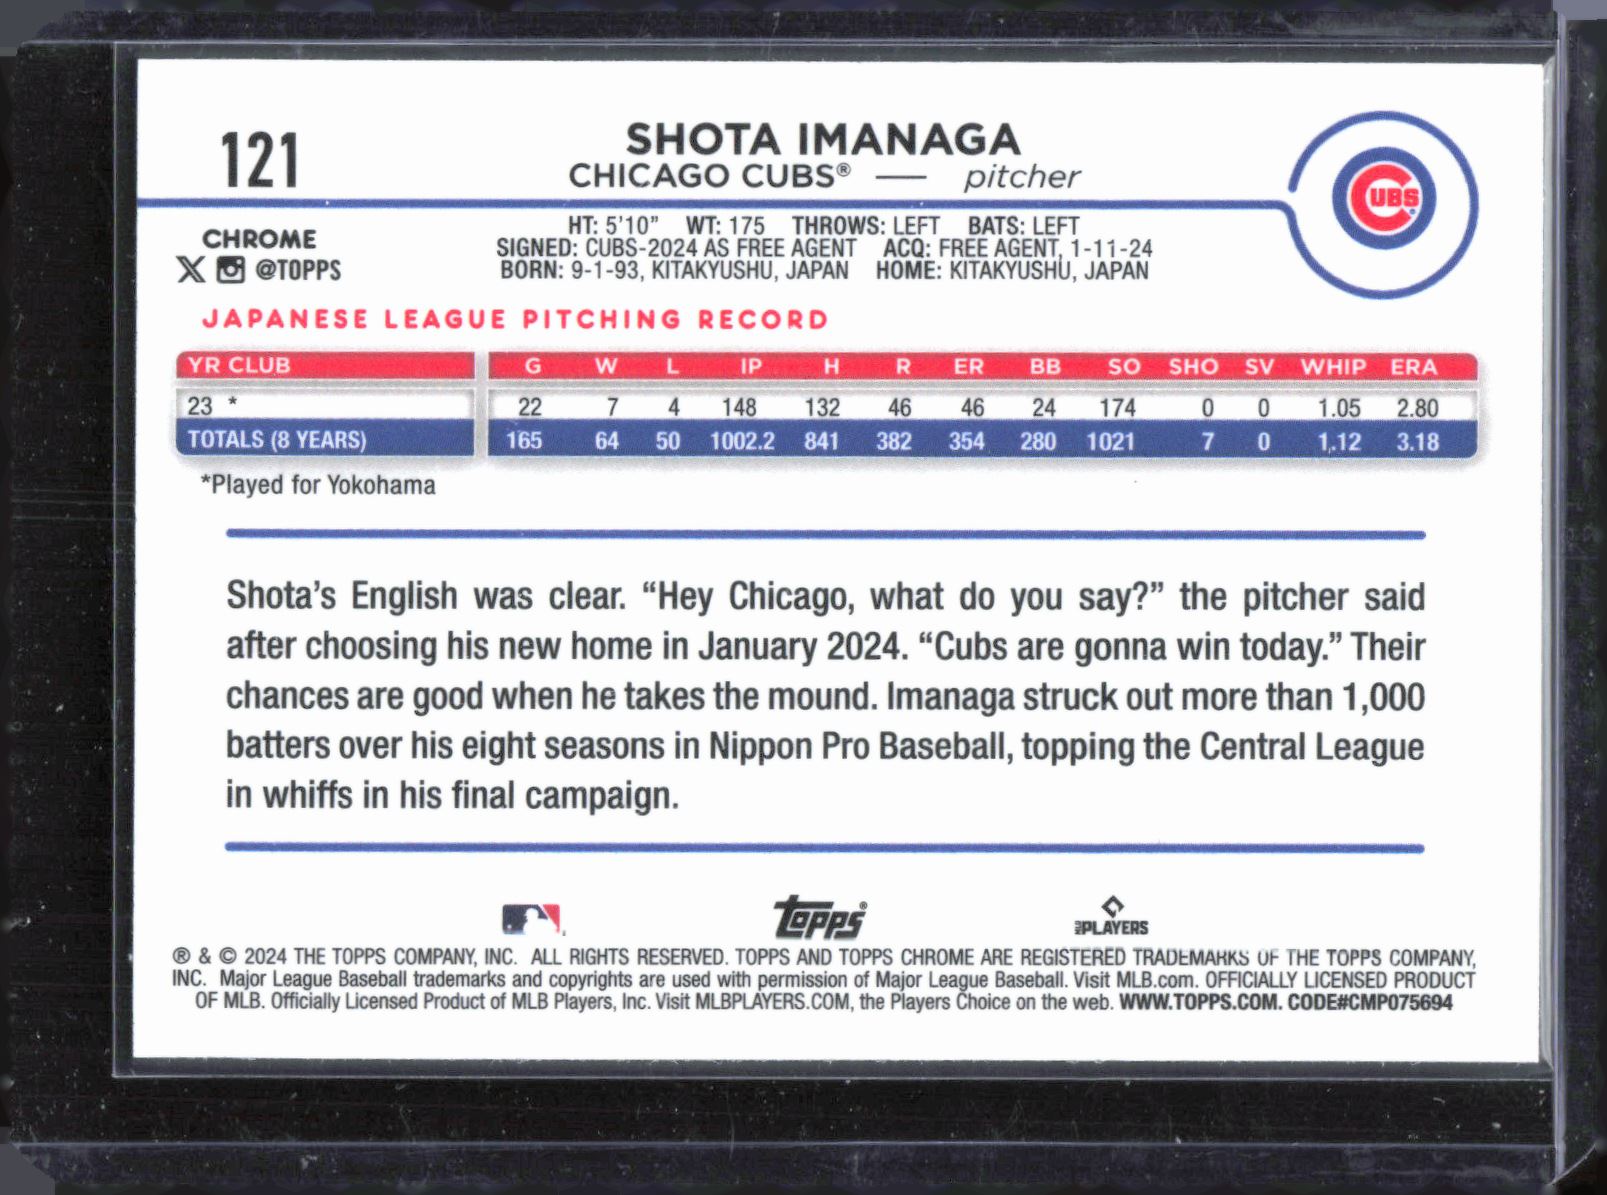 121
SHOTA IMANAGA
CHICAGO CUBS® — pitcher
CUBS
HT: 5'10" WT: 175 THROWS: LEFT BATS: LEFT
SIGNED: CUBS-2024 AS FREE AGENT ACQ: FREE AGENT, 1-11-24
BORN: 9-1-93, KITAKYUSHU, JAPAN HOME: KITAKYUSHU, JAPAN
CHROME
X @TOPPS
JAPANESE LEAGUE PITCHING RECORD
YR CLUB G W L IP H R ER BB SO SHO SV WHIP ERA
23 * 22 7 4 148 132 46 46 24 174 0 0 1.05 2.80
TOTALS (8 YEARS) 165 64 50 1002.2 841 382 354 280 1021 7 0 1.12 3.18
*Played for Yokohama
Shota's English was clear. “Hey Chicago, what do you say?” the pitcher said
after choosing his new home in January 2024. “Cubs are gonna win today.” Their
chances are good when he takes the mound. Imanaga struck out more than 1,000
batters over his eight seasons in Nippon Pro Baseball, topping the Central League
in whiffs in his final campaign.
Topps®
PLAYERS
® & © 2024 THE TOPPS COMPANY, INC. ALL RIGHTS RESERVED. TOPPS AND TOPPS CHROME ARE REGISTERED TRADEMARKS OF THE TOPPS COMPANY,
INC. Major League Baseball trademarks and copyrights are used with permission of Major League Baseball. Visit MLB.com. OFFICIALLY LICENSED PRODUCT
OF MLB. Officially Licensed Product of MLB Players, Inc. Visit MLBPLAYERS.COM, the Players Choice on the web. WWW.TOPPS.COM. CODE#CMP075694